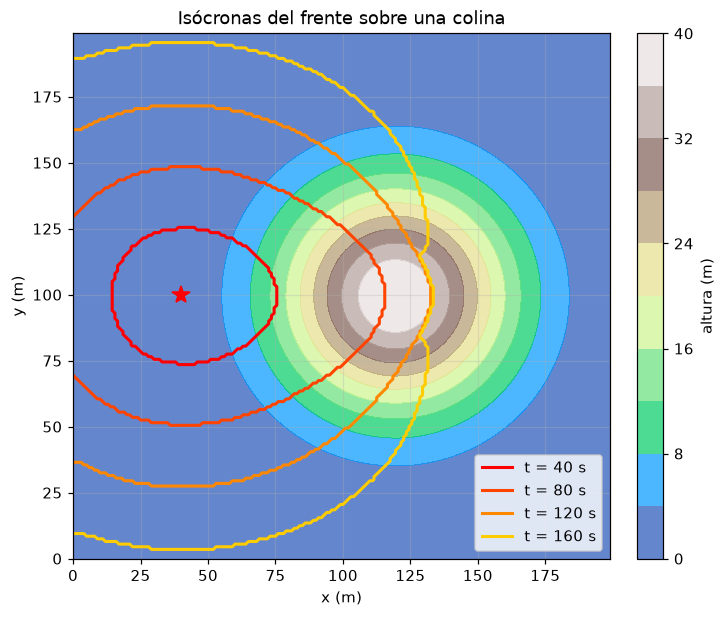 Isócronas del frente sobre una colina
y (m)
175
150
125
100
75
50
25
0
0 25 50 75 100 125 150 175
x (m)
t = 40 s
t = 80 s
t = 120 s
t = 160 s
40
32
24
16
8
0
altura (m)